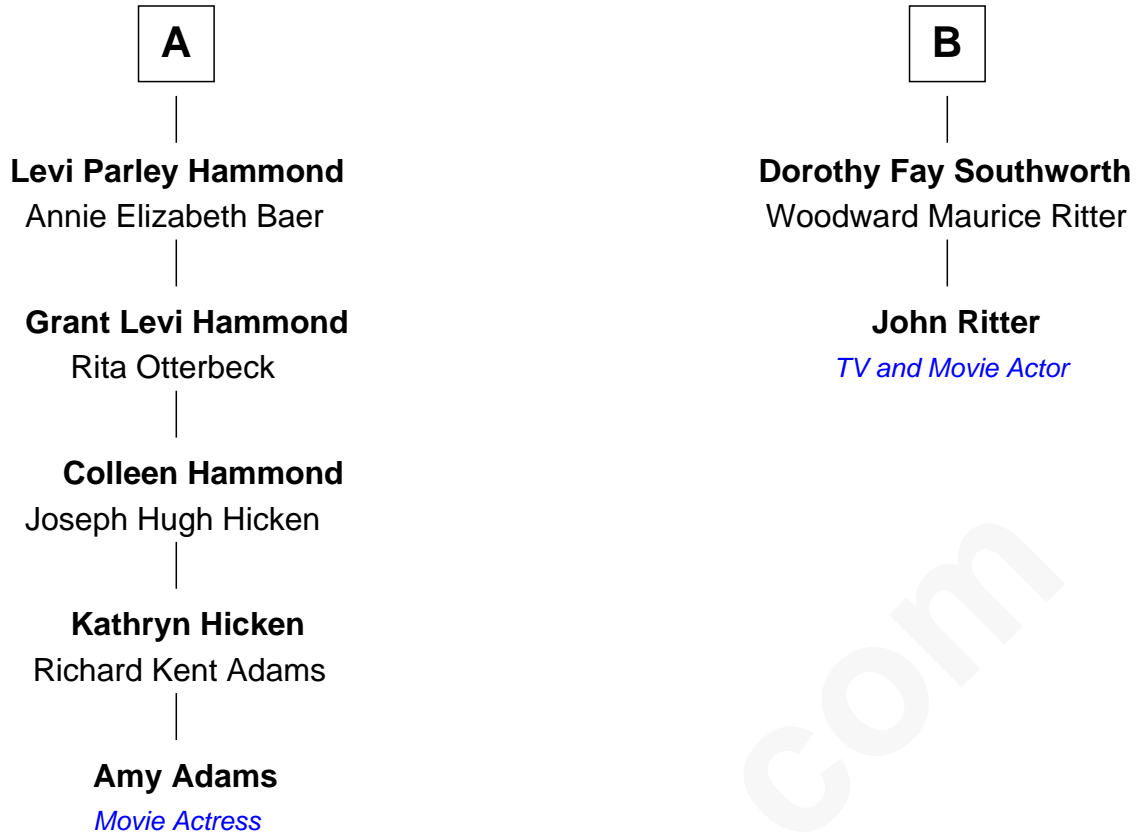 A
Levi Parley Hammond
Annie Elizabeth Baer
Grant Levi Hammond
Rita Otterbeck
Colleen Hammond
Joseph Hugh Hicken
Kathryn Hicken
Richard Kent Adams
Amy Adams
Movie Actress
B
Dorothy Fay Southworth
Woodward Maurice Ritter
John Ritter
TV and Movie Actor
com